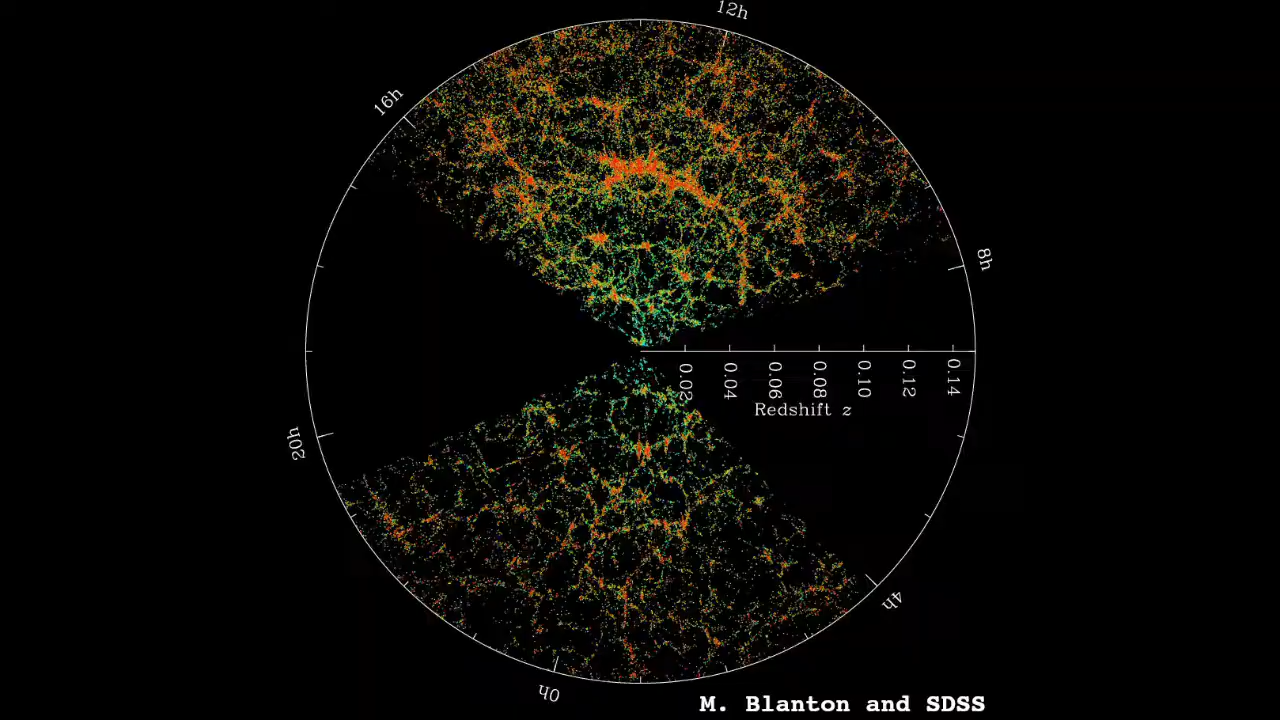 12h
16h
8h
0.02
0.04
0.06
0.08
0.10
0.12
0.14
Redshift z
20h
4h
0h
M. Blanton and SDSS